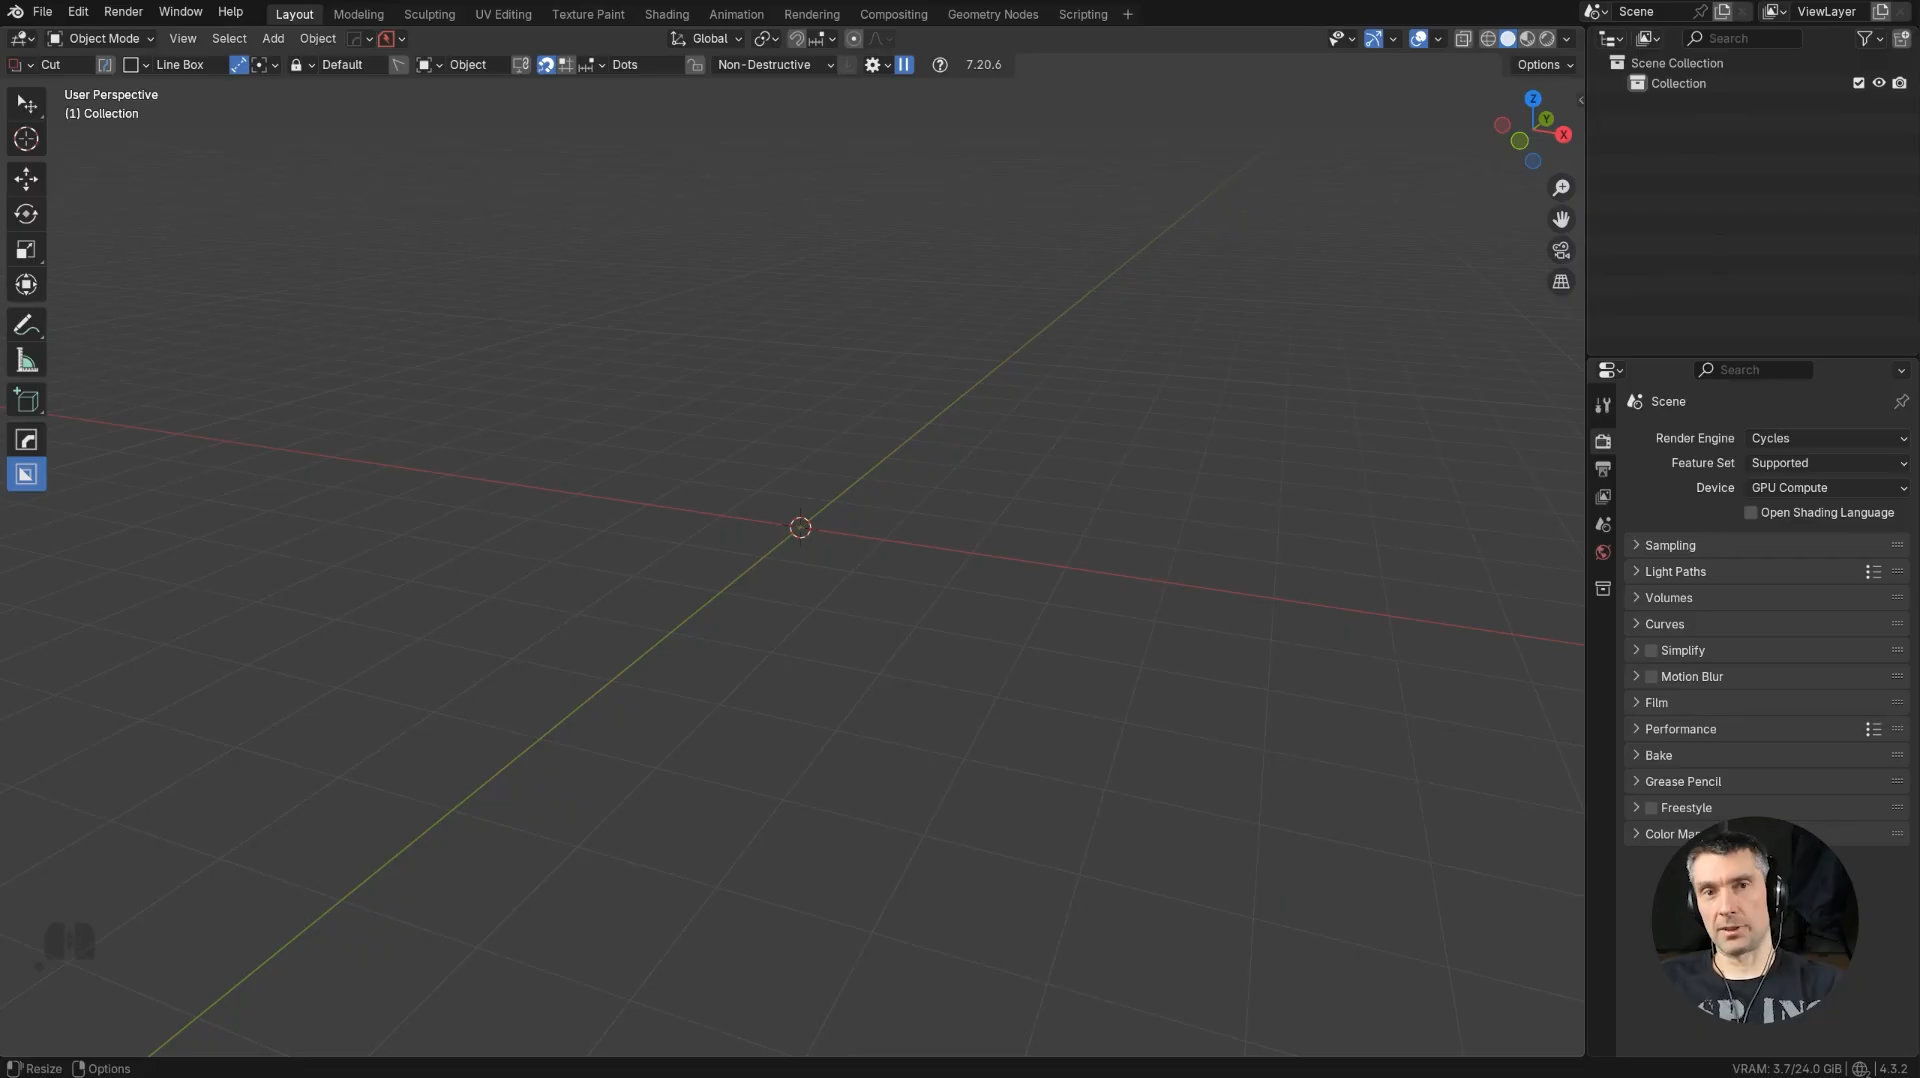 File Edit Render Window Help Layout Modeling Sculpting UV Editing Texture Paint Shading Animation Rendering Compositing Geometry Nodes Scripting + Scene ViewLayer
Object Mode View Select Add Object Global Search
Cut Line Box Default Object Dots Non-Destructive 7.20.6 Options
User Perspective
(1) Collection
Z
Y
X
Scene Collection
Collection
Search
Scene
Render Engine Cycles
Feature Set Supported
Device GPU Compute
Open Shading Language
Sampling
Light Paths
Volumes
Curves
Simplify
Motion Blur
Film
Performance
Bake
Grease Pencil
Freestyle
Color Ma
Resize Options VRAM: 3.7/24.0 GiB 4.3.2